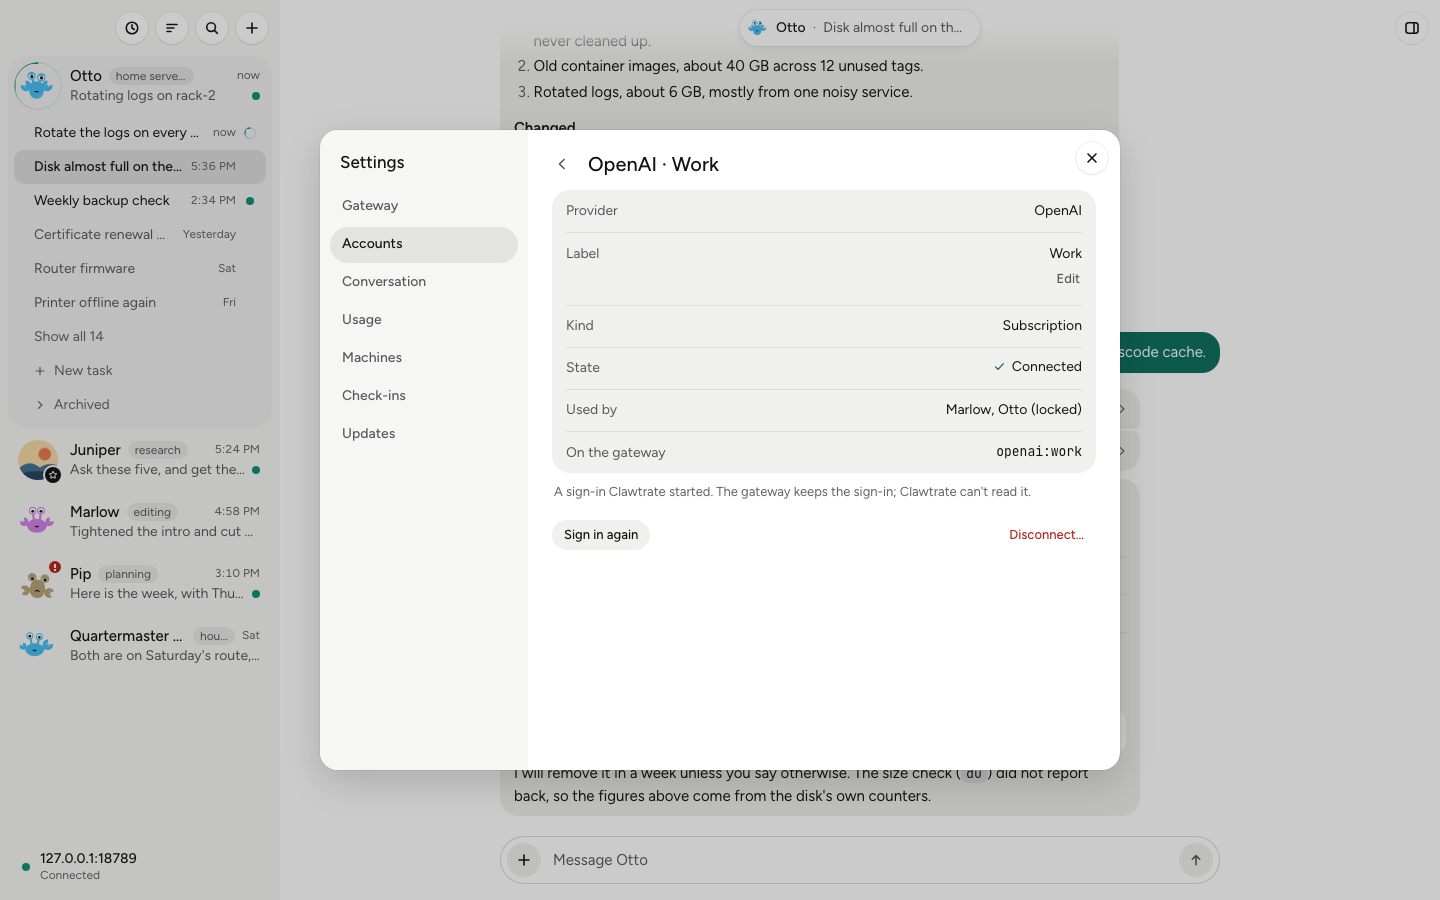 Otto · Disk almost full on th...
Otto home serve... now
Rotating logs on rack-2
Rotate the logs on every ... now
Disk almost full on the... 5:36 PM
Weekly backup check 2:34 PM
Certificate renewal ... Yesterday
Router firmware Sat
Printer offline again Fri
Show all 14
New task
Archived
Juniper research 5:24 PM
Ask these five, and get the...
Marlow editing 4:58 PM
Tightened the intro and cut ...
Pip planning 3:10 PM
Here is the week, with Thu...
Quartermaster ... hou... Sat
Both are on Saturday's route,...
127.0.0.1:18789
Connected
never cleaned up.
2. Old container images, about 40 GB across 12 unused tags.
3. Rotated logs, about 6 GB, mostly from one noisy service.
Changed
scode cache.
Settings
Gateway
Accounts
Conversation
Usage
Machines
Check-ins
Updates
OpenAI · Work
Provider OpenAI
Label Work
Edit
Kind Subscription
State Connected
Used by Marlow, Otto (locked)
On the gateway openai:work
A sign-in Clawtrate started. The gateway keeps the sign-in; Clawtrate can't read it.
Sign in again Disconnect...
I will remove it in a week unless you say otherwise. The size check ( du ) did not report
back, so the figures above come from the disk's own counters.
Message Otto